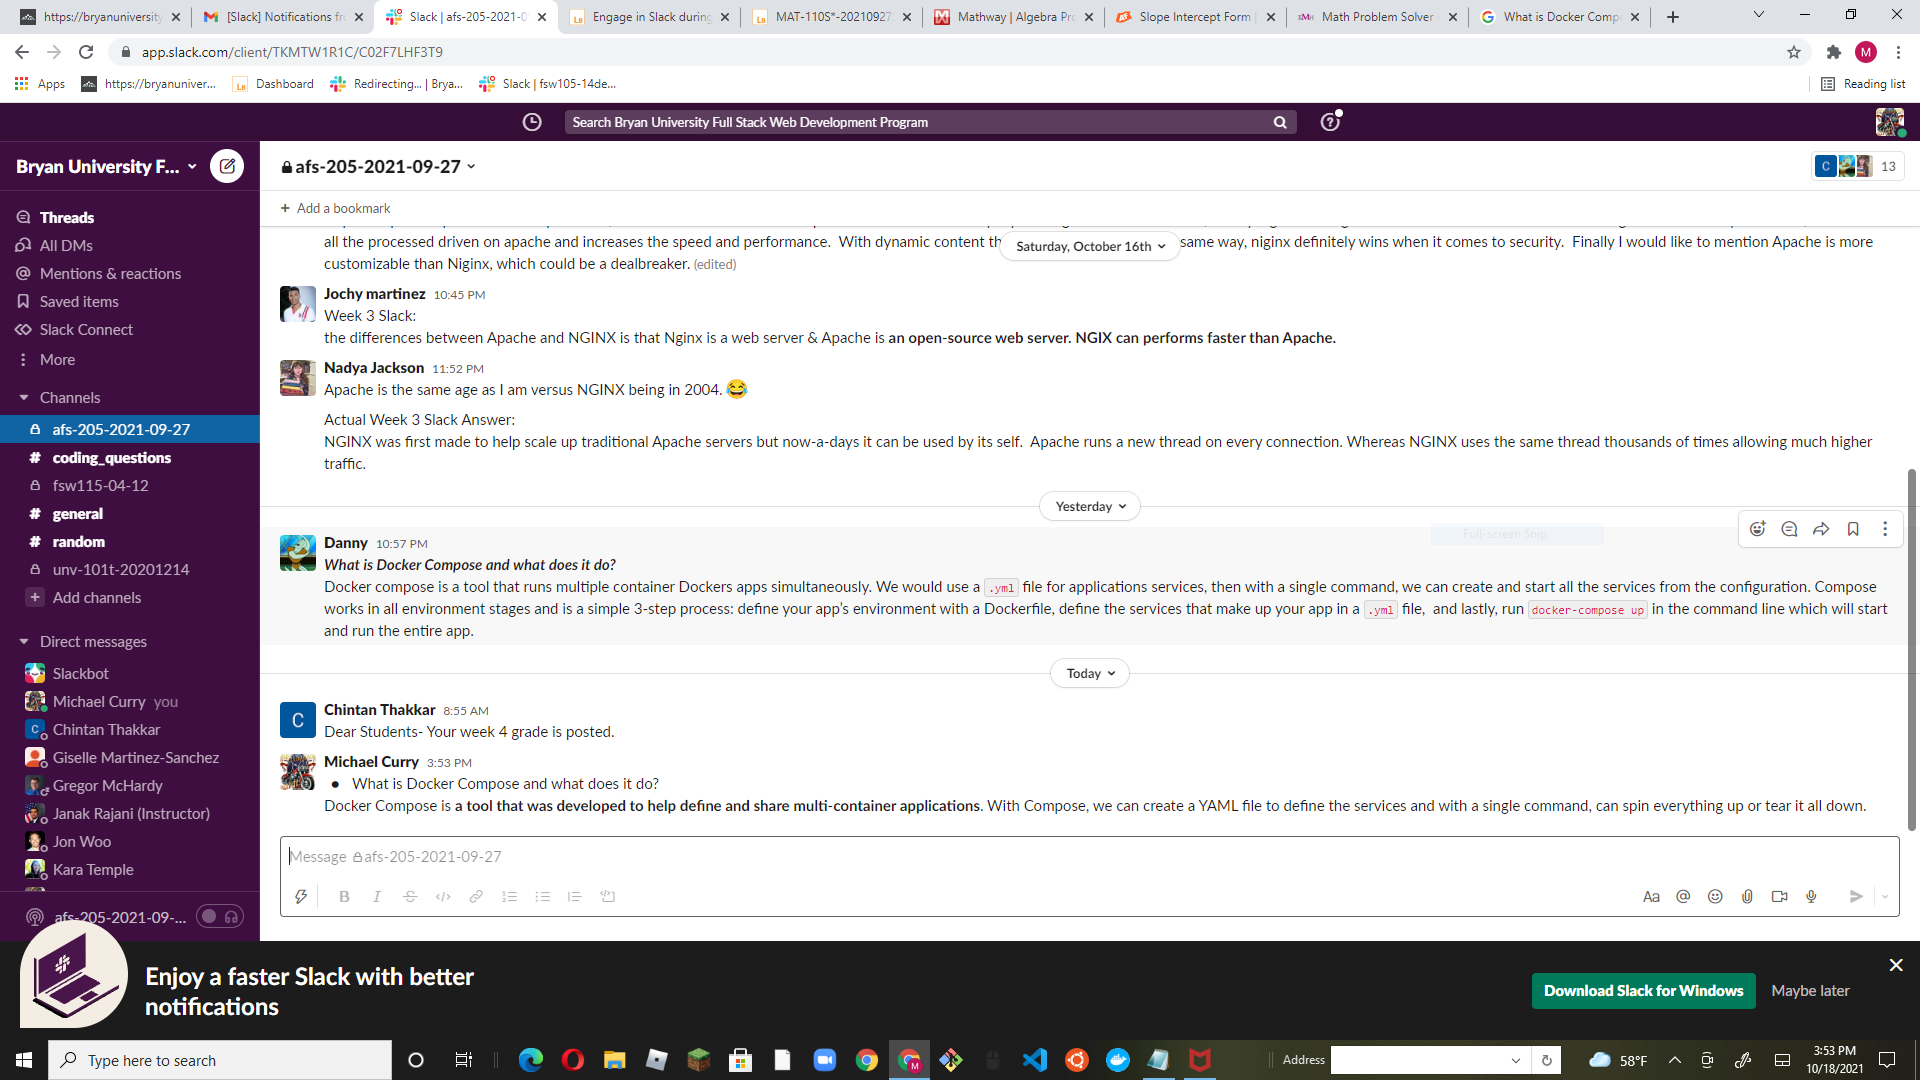 https://bryanuniversity
[Slack] Notifications fr
Slack | afs-205-2021-0
Engage in Slack during
MAT-110S*-20210927
Mathway | Algebra Pr
Slope Intercept Form |
Math Problem Solver
What is Docker Comp
app.slack.com/client/TKMTW1R1C/C02F7LHF3T9
M
Apps
https://bryanuniver...
Dashboard
Redirecting... | Brya...
Slack | fsw105-14de...
Reading list
Search Bryan University Full Stack Web Development Program
Bryan University F...
afs-205-2021-09-27
C
13
Add a bookmark
Threads
All DMs
Mentions & reactions
Saved items
Slack Connect
More
Channels
afs-205-2021-09-27
coding_questions
fsw115-04-12
general
random
unv-101t-20201214
Add channels
Direct messages
Slackbot
Michael Curry you
Chintan Thakkar
Giselle Martinez-Sanchez
Gregor McHardy
Janak Rajani (Instructor)
Jon Woo
Kara Temple
afs-205-2021-09-...
all the processed driven on apache and increases the speed and performance. With dynamic content th
Saturday, October 16th
same way, niginx definitely wins when it comes to security. Finally I would like to mention Apache is more
customizable than Niginx, which could be a dealbreaker. (edited)
Jochy martinez 10:45 PM
Week 3 Slack:
the differences between Apache and NGINX is that Nginx is a web server & Apache is an open-source web server. NGIX can performs faster than Apache.
Nadya Jackson 11:52 PM
Apache is the same age as I am versus NGINX being in 2004. 😂
Actual Week 3 Slack Answer:
NGINX was first made to help scale up traditional Apache servers but now-a-days it can be used by its self. Apache runs a new thread on every connection. Whereas NGINX uses the same thread thousands of times allowing much higher
traffic.
Yesterday
Full-screen Snip
Danny 10:57 PM
What is Docker Compose and what does it do?
Docker compose is a tool that runs multiple container Dockers apps simultaneously. We would use a .yml file for applications services, then with a single command, we can create and start all the services from the configuration. Compose
works in all environment stages and is a simple 3-step process: define your app's environment with a Dockerfile, define the services that make up your app in a .yml file, and lastly, run docker-compose up in the command line which will start
and run the entire app.
Today
C
Chintan Thakkar 8:55 AM
Dear Students- Your week 4 grade is posted.
Michael Curry 3:53 PM
• What is Docker Compose and what does it do?
Docker Compose is a tool that was developed to help define and share multi-container applications. With Compose, we can create a YAML file to define the services and with a single command, can spin everything up or tear it all down.
Message afs-205-2021-09-27
B I S
Aa
Enjoy a faster Slack with better
notifications
Download Slack for Windows
Maybe later
Type here to search
Address
58°F
3:53 PM
10/18/2021